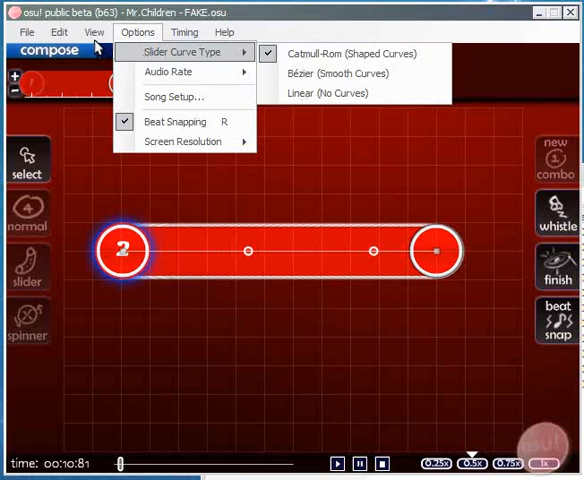 osu! public beta (b63) - Mr.Children - FAKE.osu
File Edit View Options Timing Help
compose
Slider Curve Type
Audio Rate
Song Setup...
Beat Snapping R
Screen Resolution
Catmull-Rom (Shaped Curves)
Bézier (Smooth Curves)
Linear (No Curves)
select
normal
slider
spinner
2
new
combo
whistle
finish
beat
snap
time: 00:10:81
0.25x 0.5x 0.75x 1x
osu!